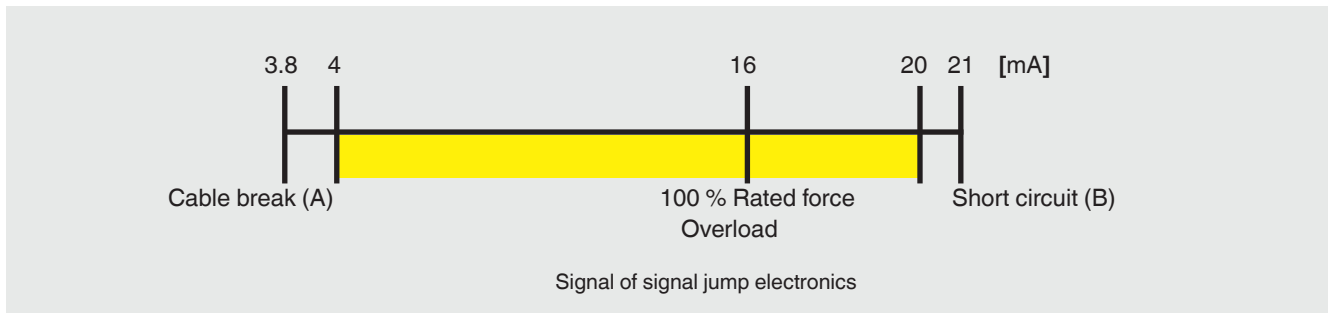 3.8 4 16 20 21 [mA]
Cable break (A) 100 % Rated force Short circuit (B)
Overload
Signal of signal jump electronics